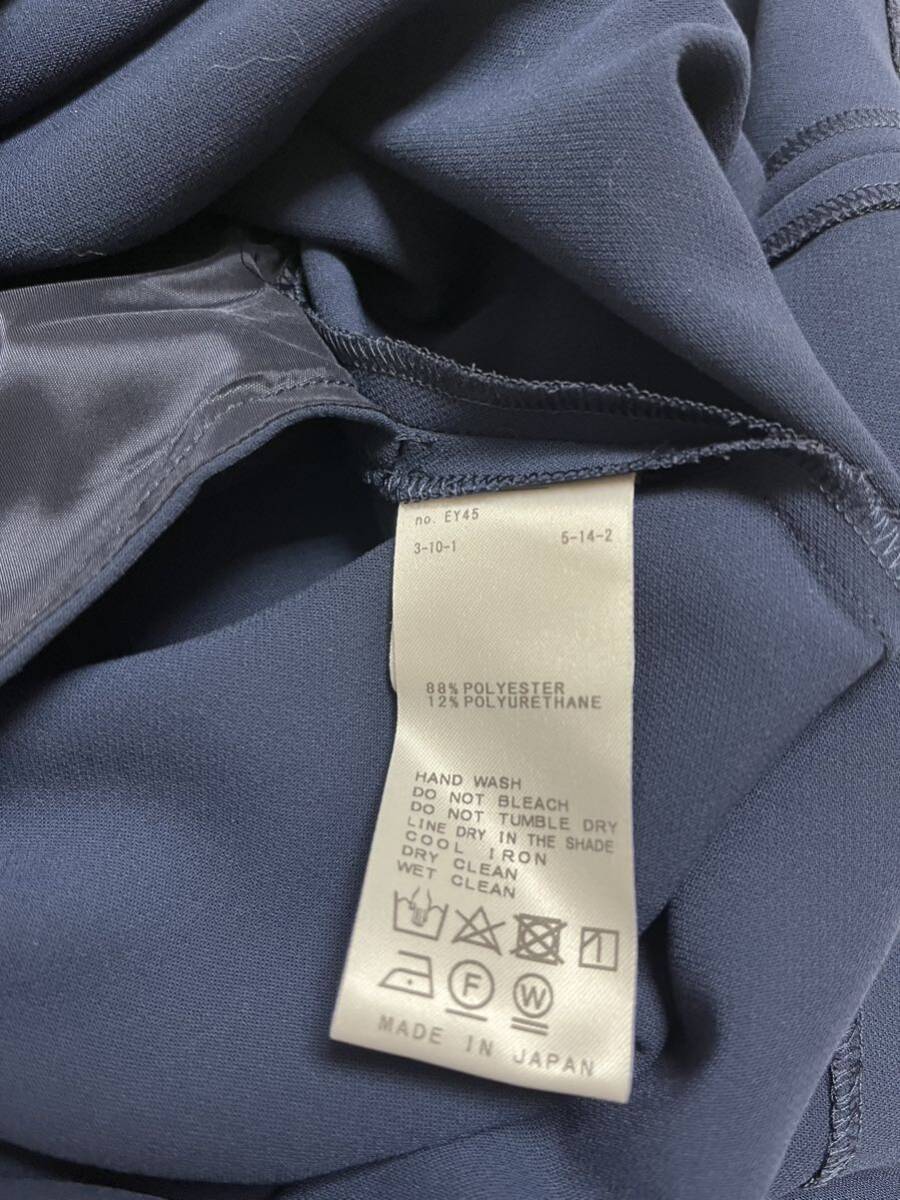 no. EY45
3-10-1 5-14-2
88% POLYESTER
12% POLYURETHANE
HAND WASH
DO NOT BLEACH
DO NOT TUMBLE DRY
LINE DRY IN THE SHADE
COOL IRON
DRY CLEAN
WET CLEAN
F W
MADE IN JAPAN